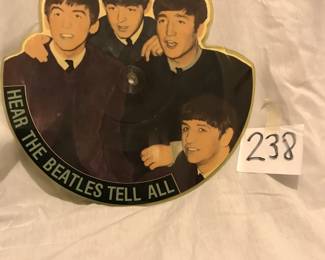 HEAR THE BEATLES TELL ALL
238